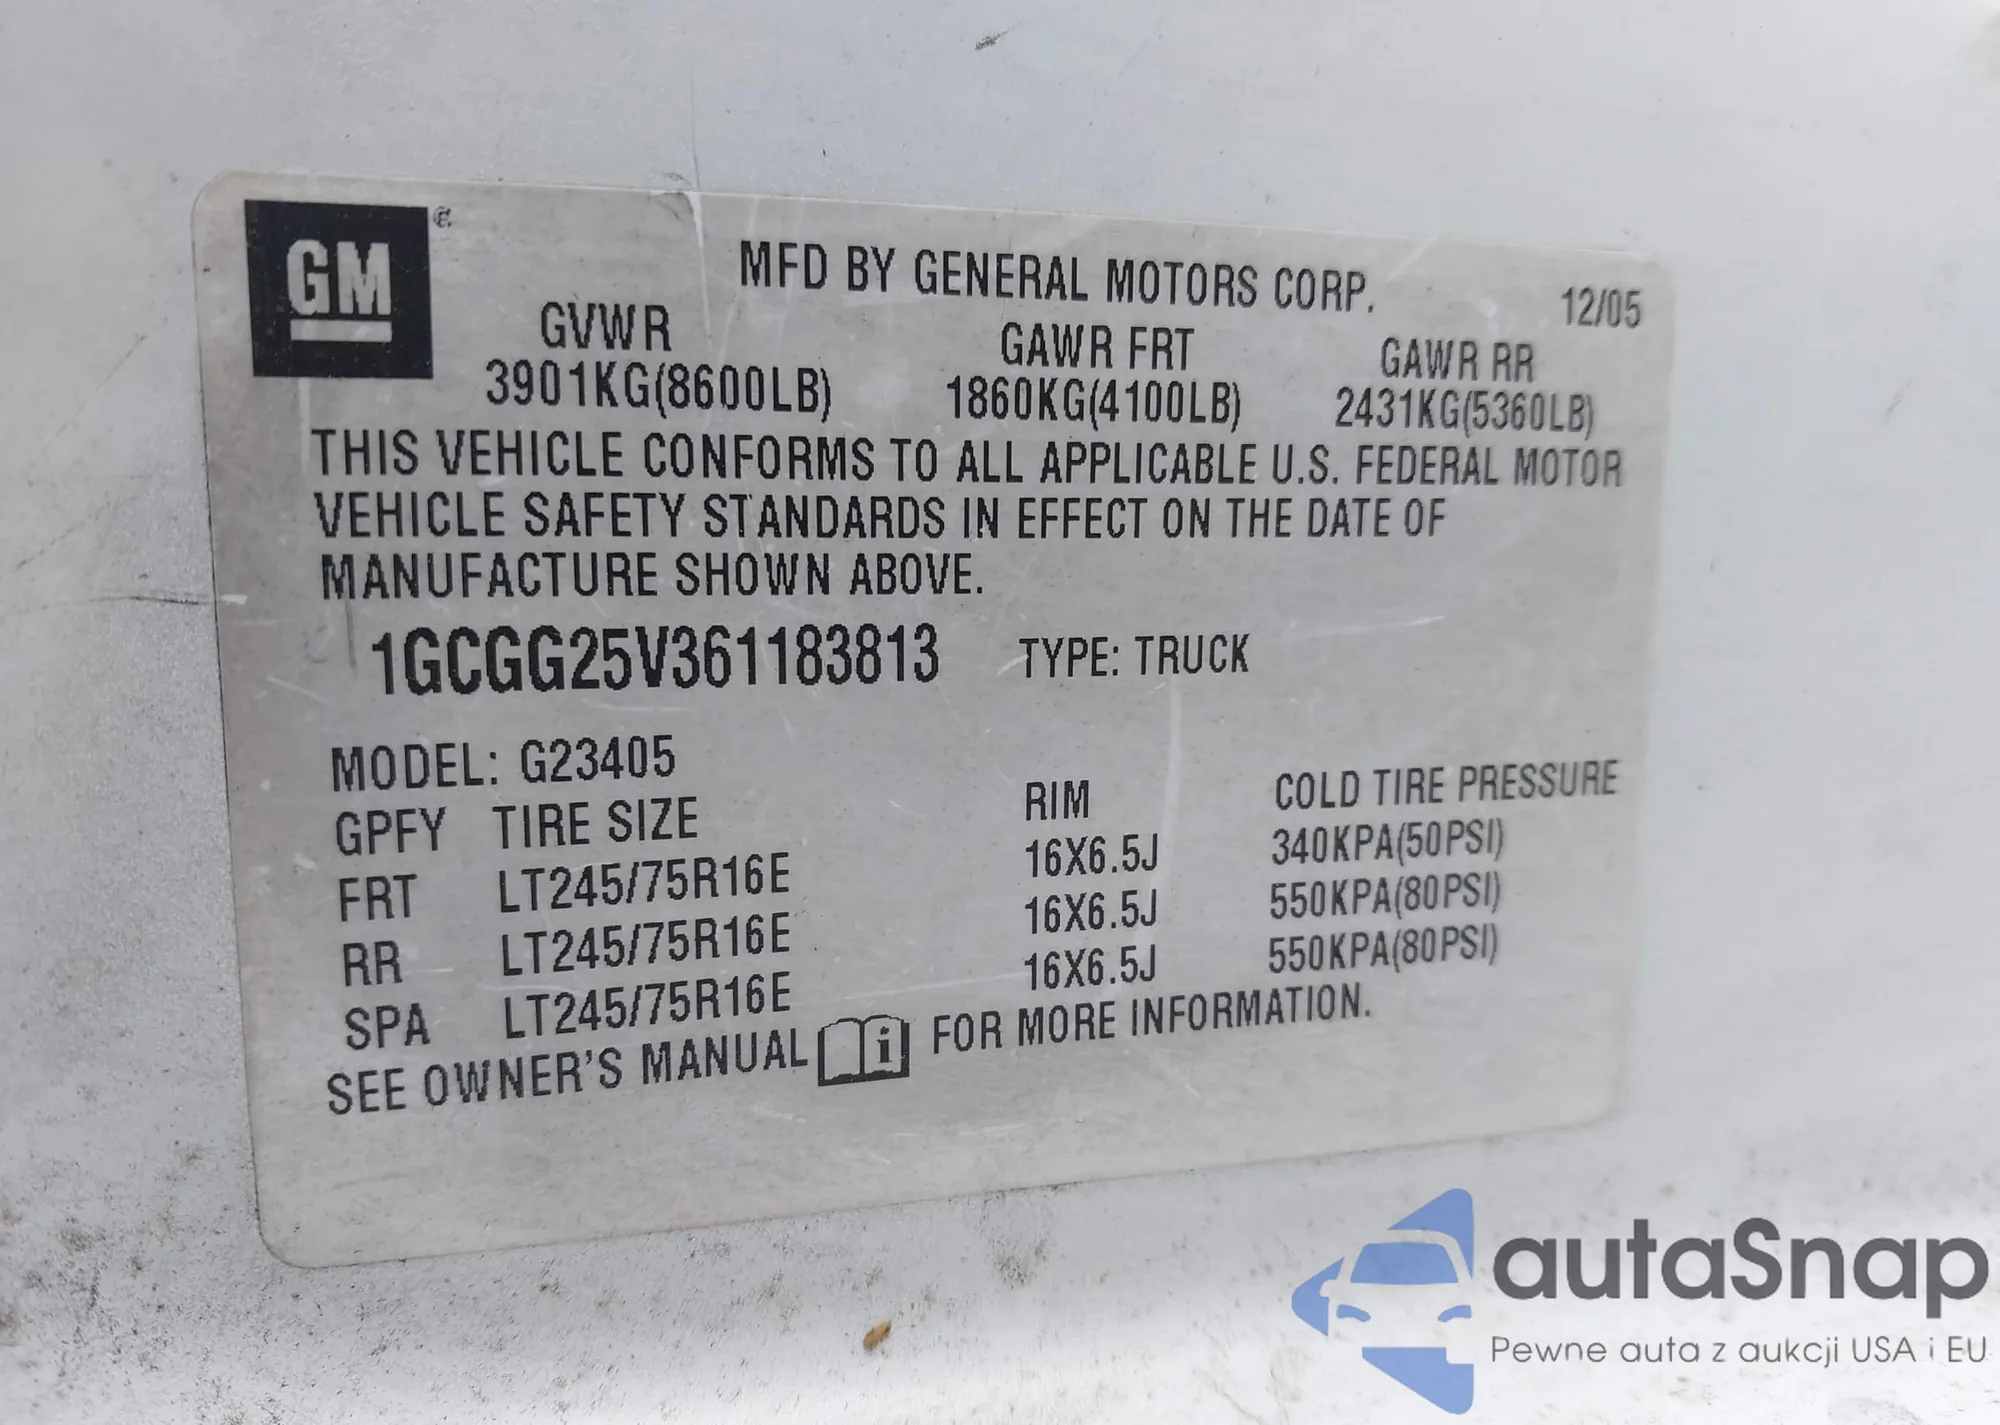 GM ®
MFD BY GENERAL MOTORS CORP. 12/05
GVWR GAWR FRT GAWR RR
3901KG(8600LB) 1860KG(4100LB) 2431KG(5360LB)
THIS VEHICLE CONFORMS TO ALL APPLICABLE U.S. FEDERAL MOTOR
VEHICLE SAFETY STANDARDS IN EFFECT ON THE DATE OF
MANUFACTURE SHOWN ABOVE.
1GCGG25V361183813 TYPE: TRUCK
MODEL: G23405
GPFY TIRE SIZE RIM COLD TIRE PRESSURE
FRT LT245/75R16E 16X6.5J 340KPA(50PSI)
RR LT245/75R16E 16X6.5J 550KPA(80PSI)
SPA LT245/75R16E 16X6.5J 550KPA(80PSI)
SEE OWNER'S MANUAL i FOR MORE INFORMATION.
autaSnap
Pewne auta z aukcji USA i EU